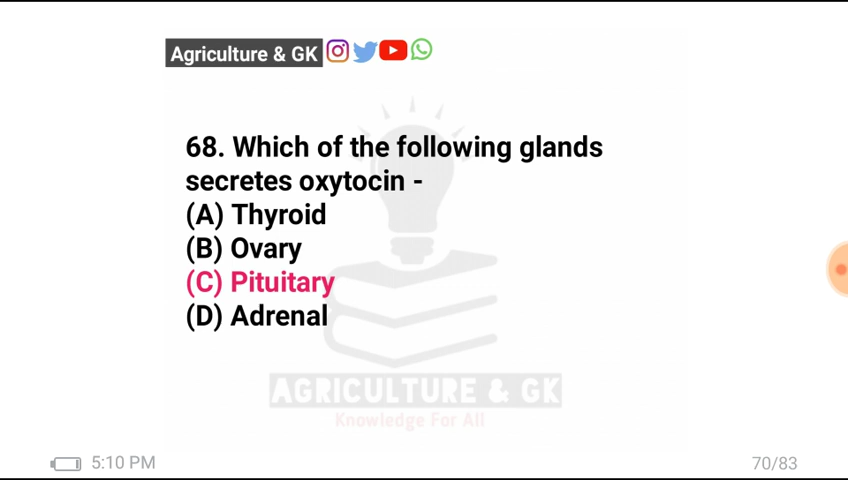 Agriculture & GK
68. Which of the following glands
secretes oxytocin -
(A) Thyroid
(B) Ovary
(C) Pituitary
(D) Adrenal
AGRICULTURE & GK
Knowledge For All
5:10 PM
70/83